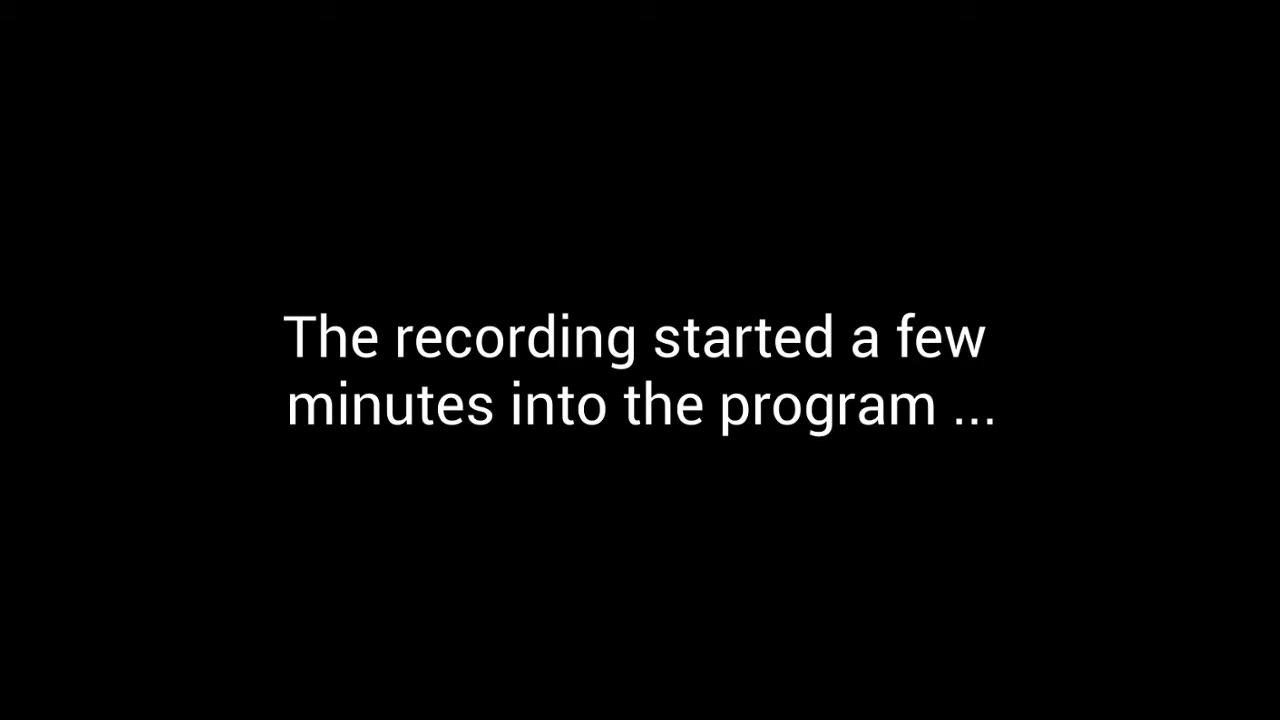 The recording started a few
minutes into the program ...